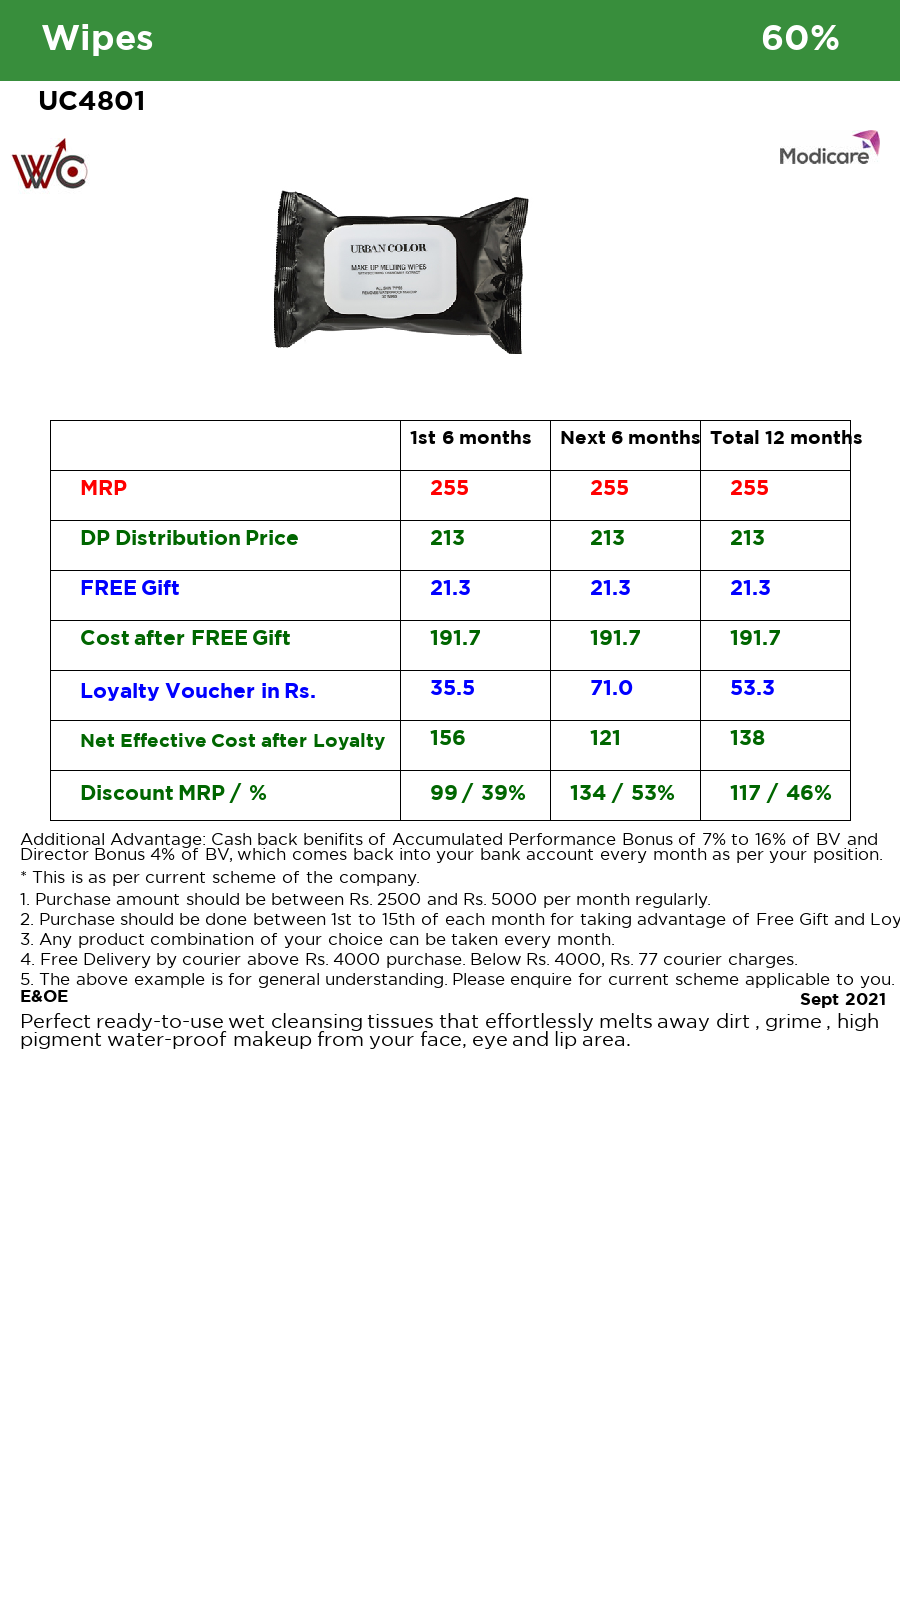 Wipes 60%
UC4801
WC
Modicare
URBAN COLOR
MAKE UP MELTING WIPES
ALL SKIN TYPES
30 WIPES
1st 6 months Next 6 months Total 12 months
MRP 255 255 255
DP Distribution Price 213 213 213
FREE Gift 21.3 21.3 21.3
Cost after FREE Gift 191.7 191.7 191.7
Loyalty Voucher in Rs. 35.5 71.0 53.3
Net Effective Cost after Loyalty 156 121 138
Discount MRP / % 99 / 39% 134 / 53% 117 / 46%
Additional Advantage: Cash back benifits of Accumulated Performance Bonus of 7% to 16% of BV and
Director Bonus 4% of BV, which comes back into your bank account every month as per your position.
* This is as per current scheme of the company.
1. Purchase amount should be between Rs. 2500 and Rs. 5000 per month regularly.
2. Purchase should be done between 1st to 15th of each month for taking advantage of Free Gift and Loy
3. Any product combination of your choice can be taken every month.
4. Free Delivery by courier above Rs. 4000 purchase. Below Rs. 4000, Rs. 77 courier charges.
5. The above example is for general understanding. Please enquire for current scheme applicable to you.
E&OE Sept 2021
Perfect ready-to-use wet cleansing tissues that effortlessly melts away dirt , grime , high
pigment water-proof makeup from your face, eye and lip area.